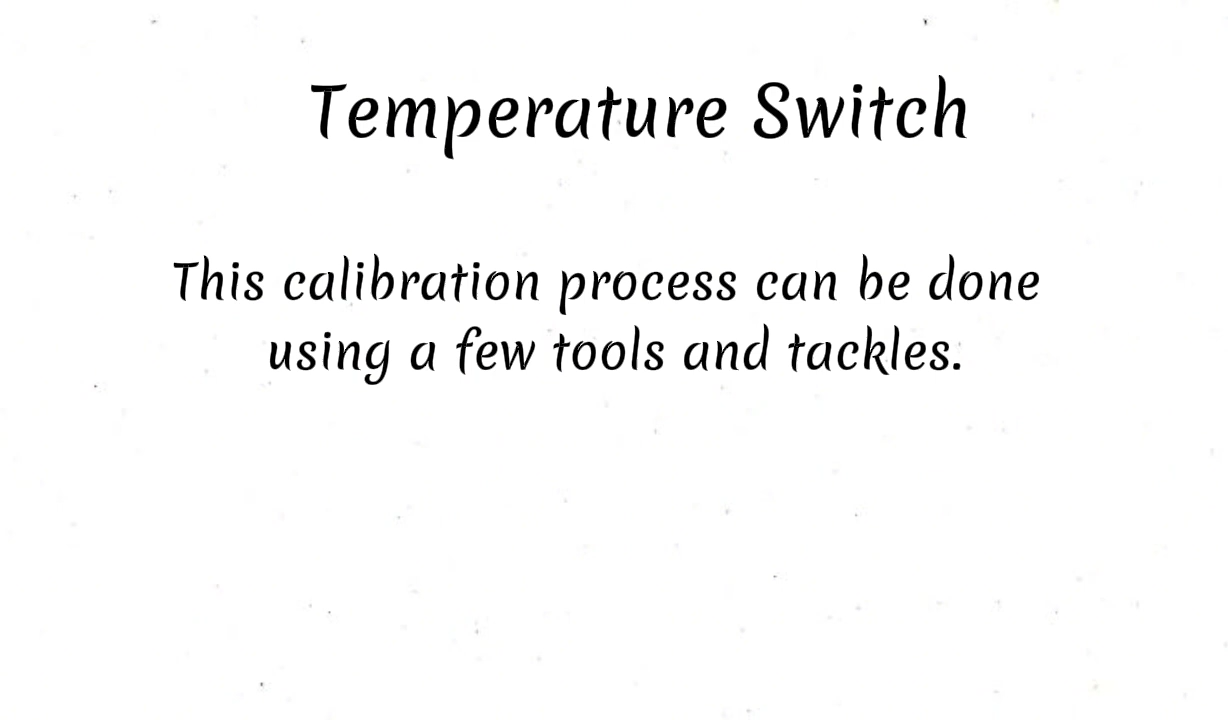 Temperature Switch
This calibration process can be done
using a few tools and tackles.